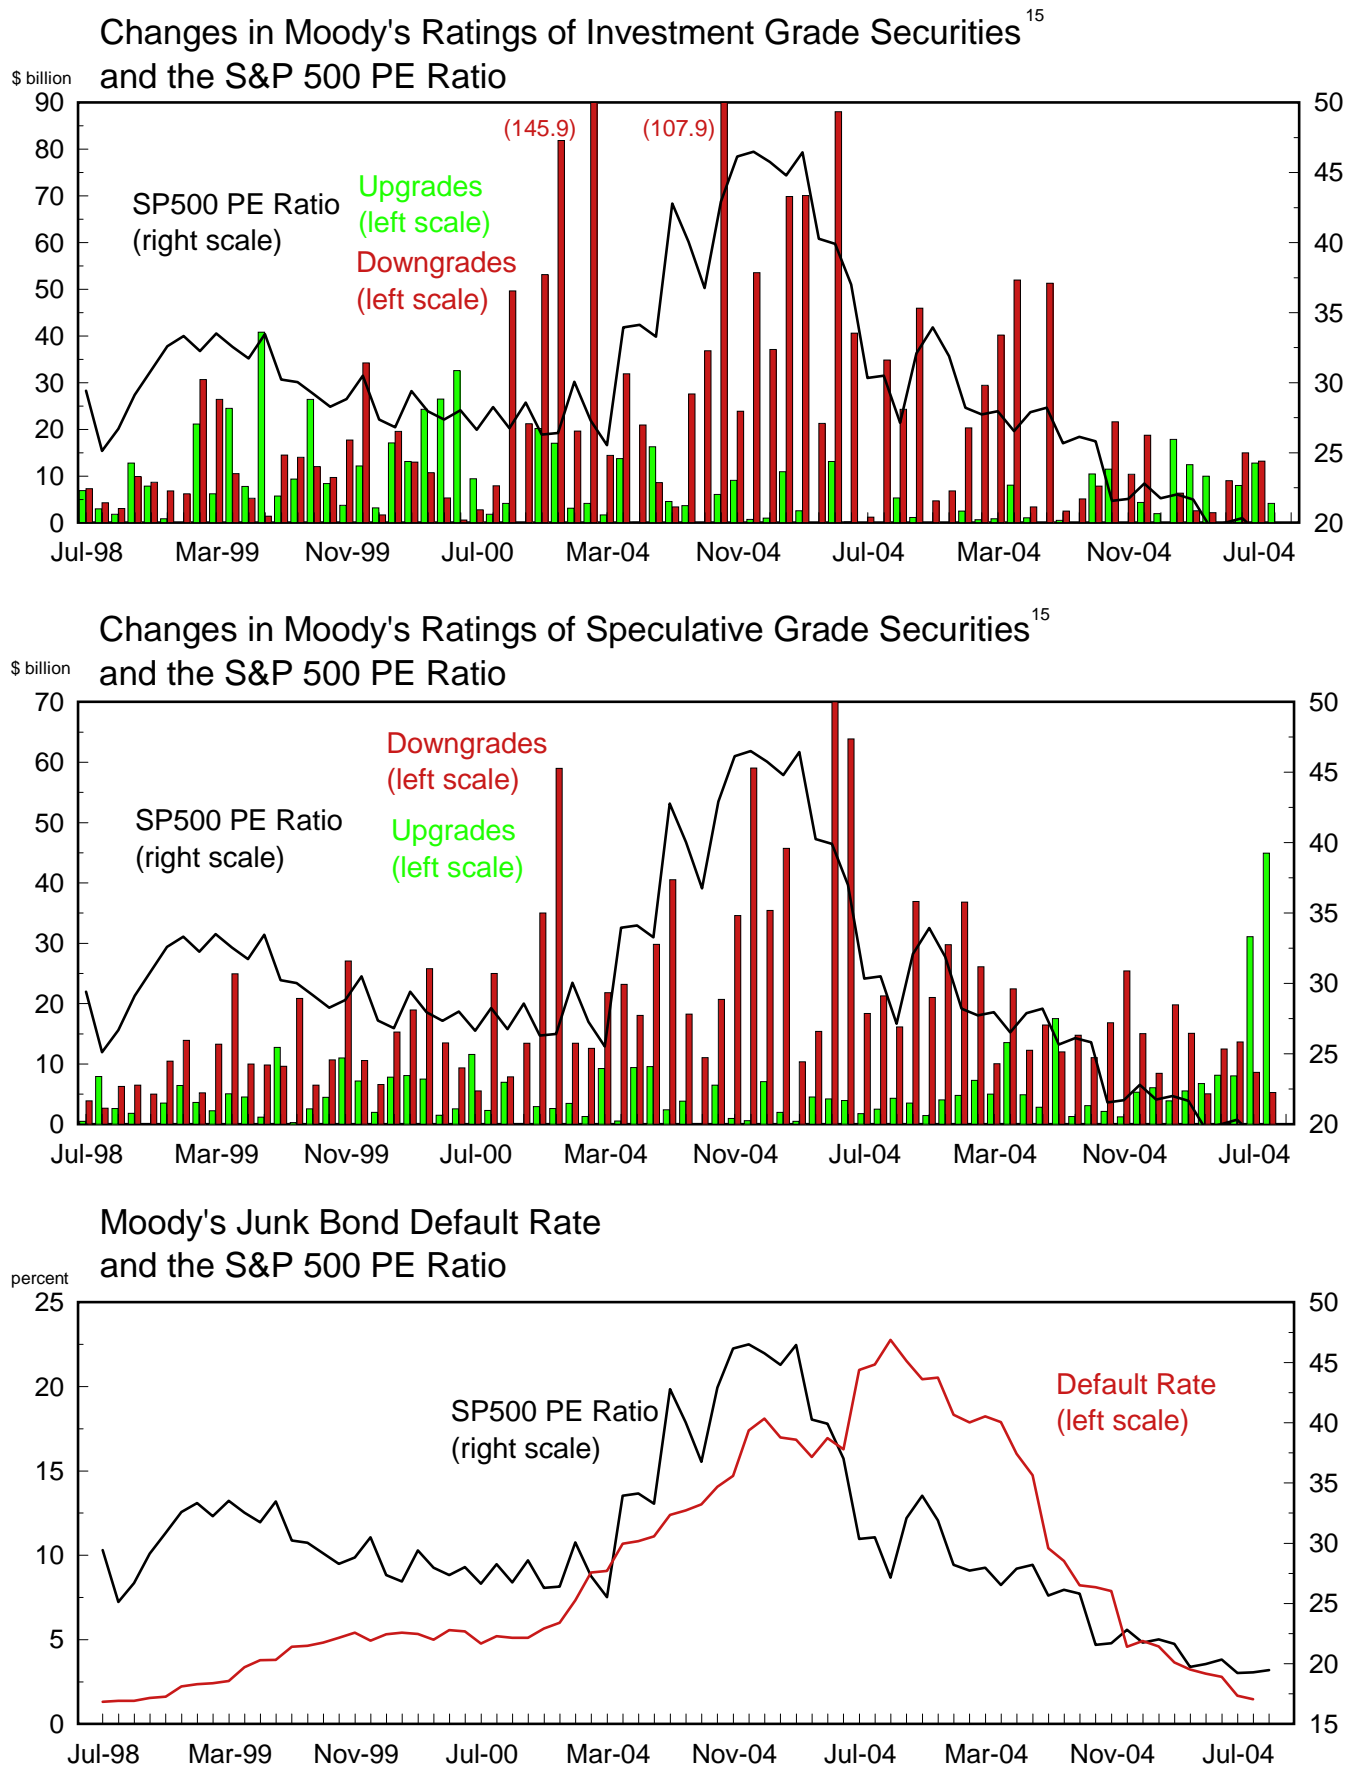 Changes in Moody's Ratings of Investment Grade Securities 15
$ billion and the S&P 500 PE Ratio
90 50
(145.9) (107.9)
80 45
Upgrades
70 SP500 PE Ratio (left scale)
(right scale)
60 40
Downgrades
50 (left scale) 35
40
30 30
20 25
10
0 20
Jul-98 Mar-99 Nov-99 Jul-00 Mar-04 Nov-04 Jul-04 Mar-04 Nov-04 Jul-04
Changes in Moody's Ratings of Speculative Grade Securities 15
$ billion and the S&P 500 PE Ratio
70 50
Downgrades
(left scale)
60 45
SP500 PE Ratio Upgrades
(right scale) (left scale)
50 40
40 35
30 30
20 25
10
0 20
Jul-98 Mar-99 Nov-99 Jul-00 Mar-04 Nov-04 Jul-04 Mar-04 Nov-04 Jul-04
Moody's Junk Bond Default Rate
and the S&P 500 PE Ratio
percent
25 50
45
20 Default Rate
SP500 PE Ratio (left scale) 40
(right scale)
15 35
10 30
25
5 20
0 15
Jul-98 Mar-99 Nov-99 Jul-00 Mar-04 Nov-04 Jul-04 Mar-04 Nov-04 Jul-04